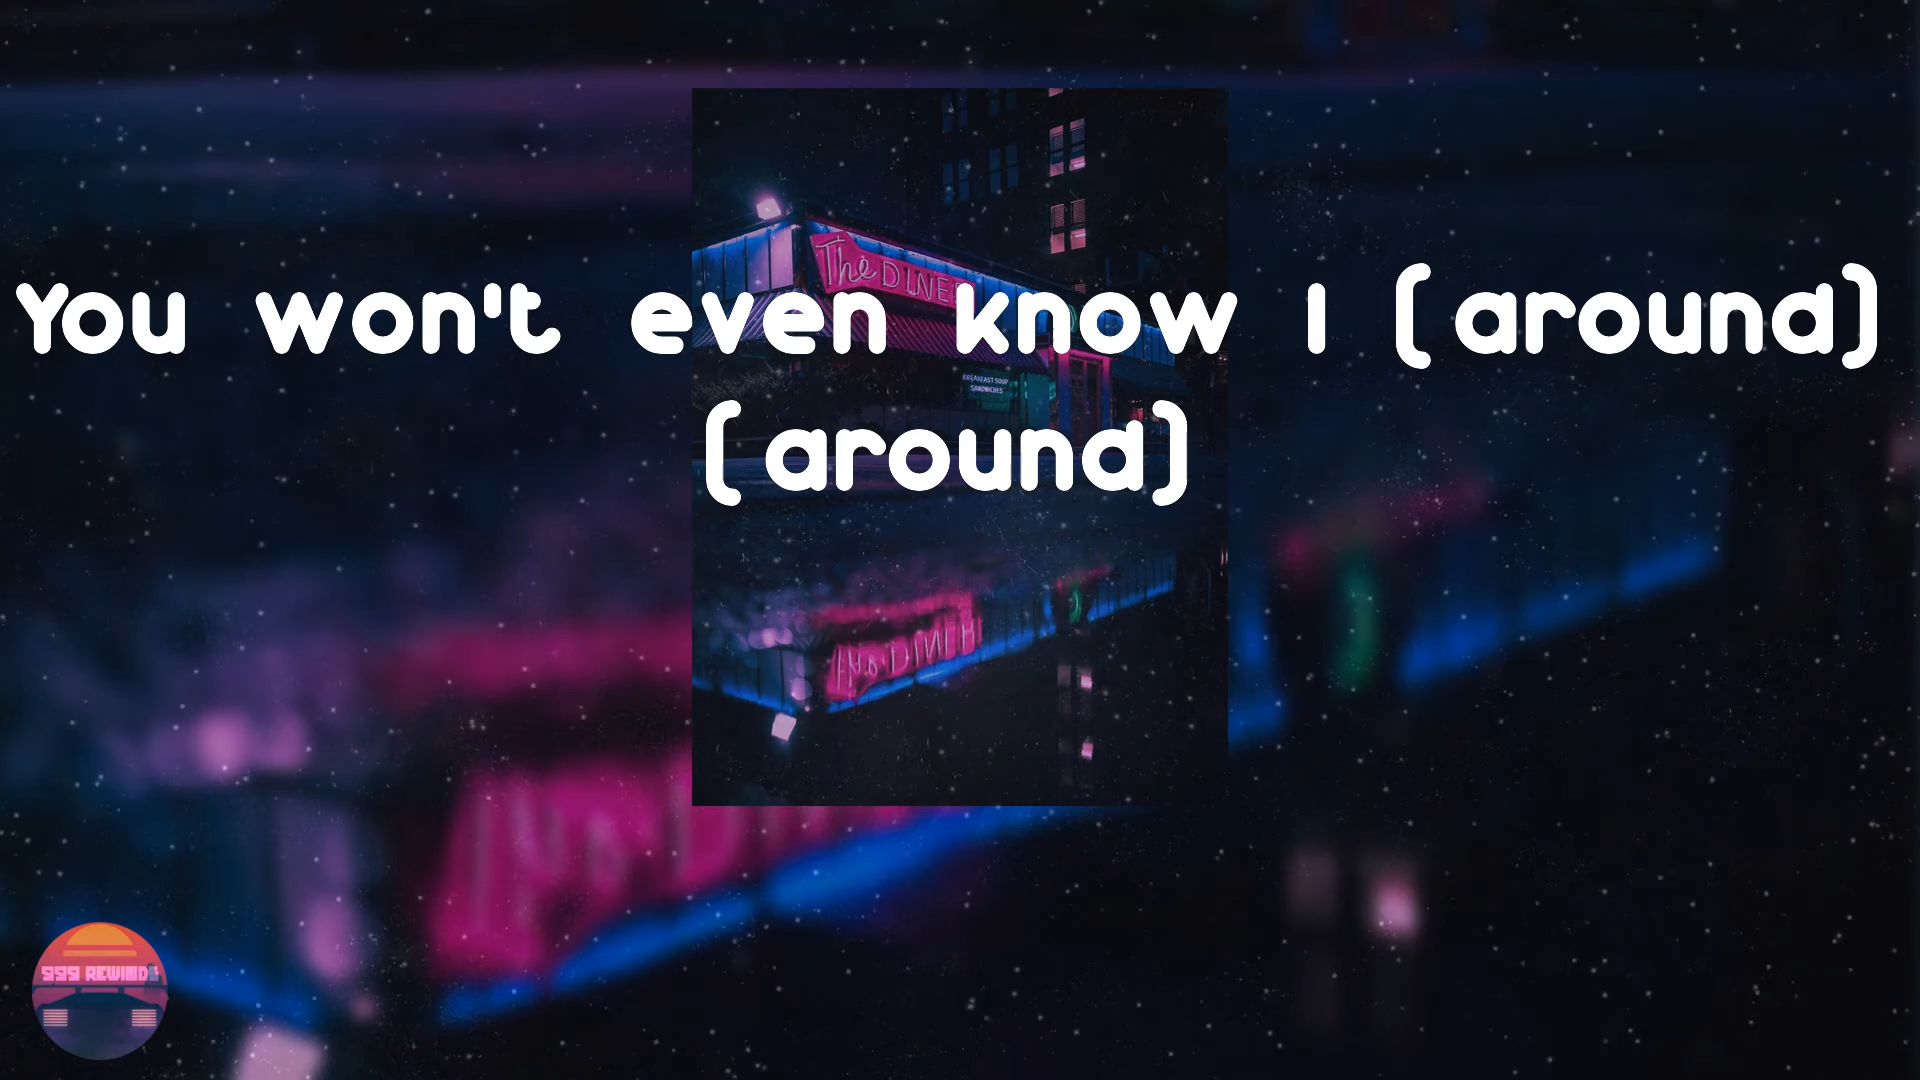 You won't even know I (around)
(around)
The DINER
BREAKFAST SOUP
SANDWICHES
999 REWIND